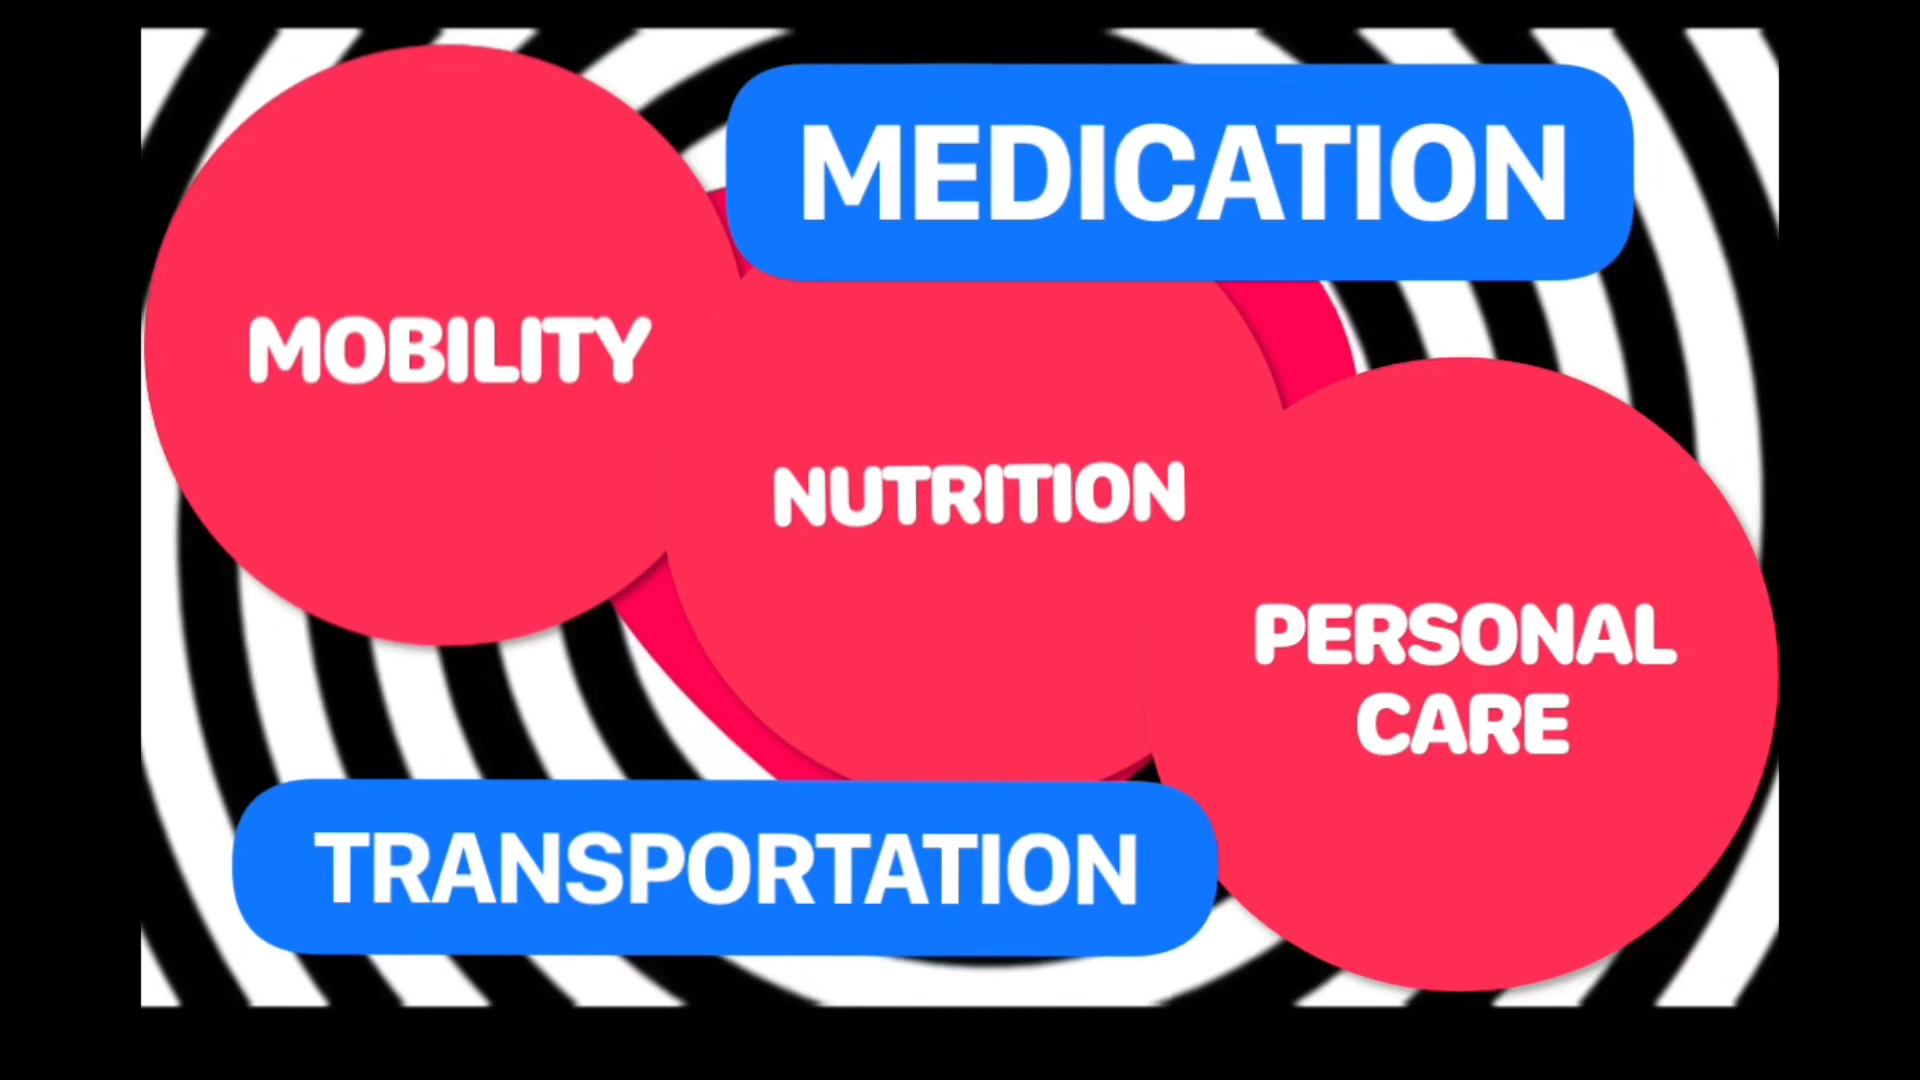 MEDICATION
MOBILITY
NUTRITION
PERSONAL
CARE
TRANSPORTATION